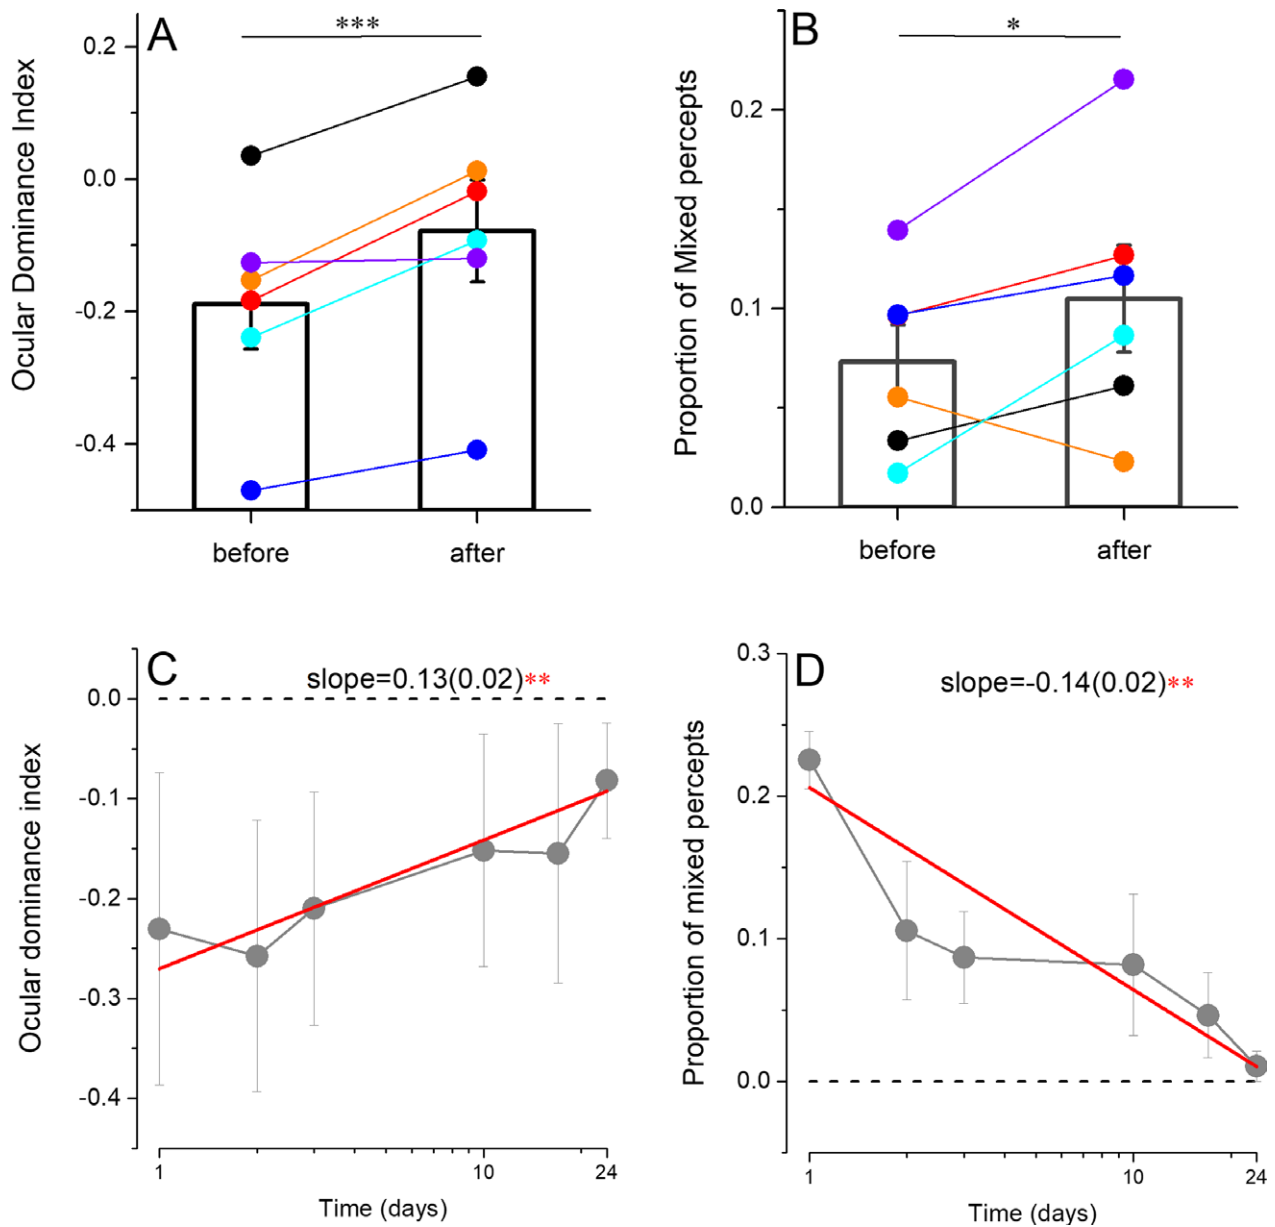 A
***
Ocular Dominance Index
0.2
0.0
-0.2
-0.4
before
after
B
*
Proportion of Mixed percepts
0.2
0.1
0.0
before
after
C
slope=0.13(0.02)**
Ocular dominance index
0.0
-0.1
-0.2
-0.3
-0.4
1
10
24
Time (days)
D
slope=-0.14(0.02)**
Proportion of mixed percepts
0.3
0.2
0.1
0.0
1
10
24
Time (days)